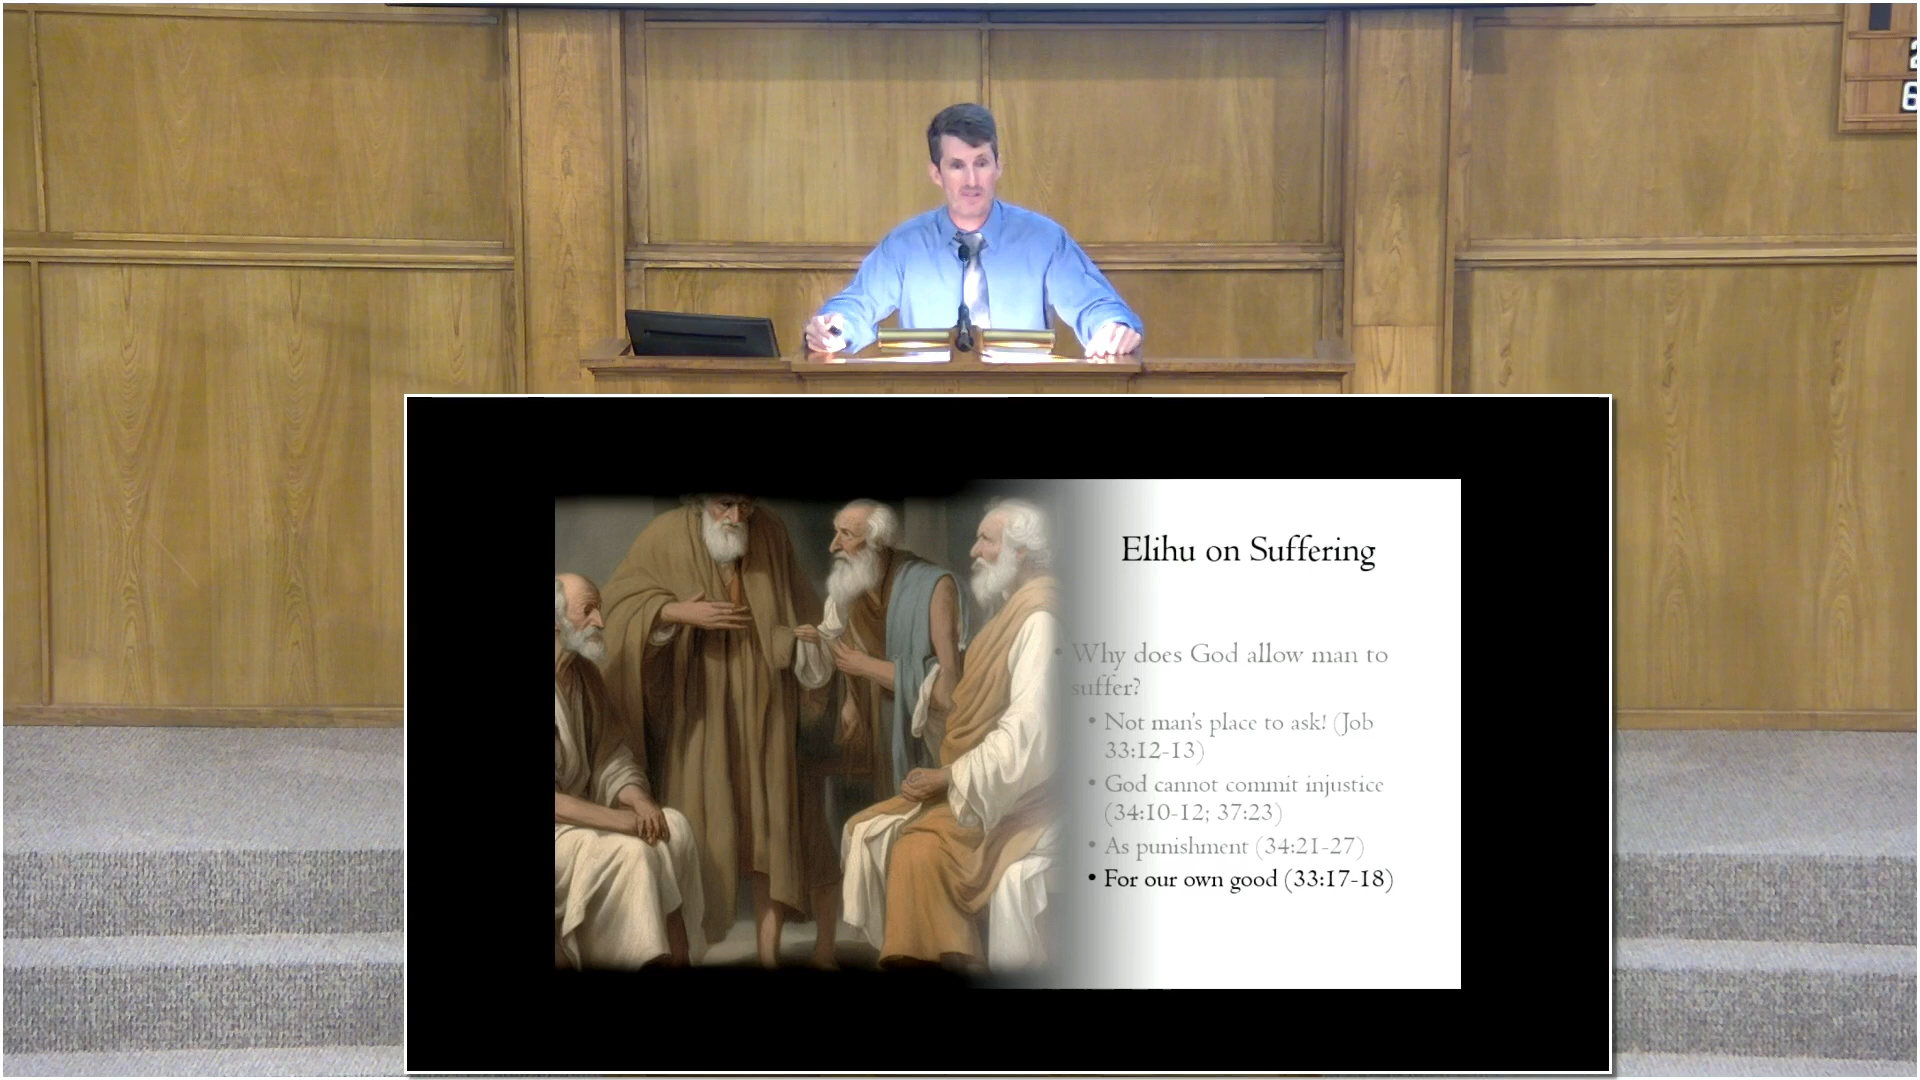 2
6
Elihu on Suffering
• Why does God allow man to
suffer?
• Not man's place to ask! (Job
33:12-13)
• God cannot commit injustice
(34:10-12; 37:23)
• As punishment (34:21-27)
• For our own good (33:17-18)